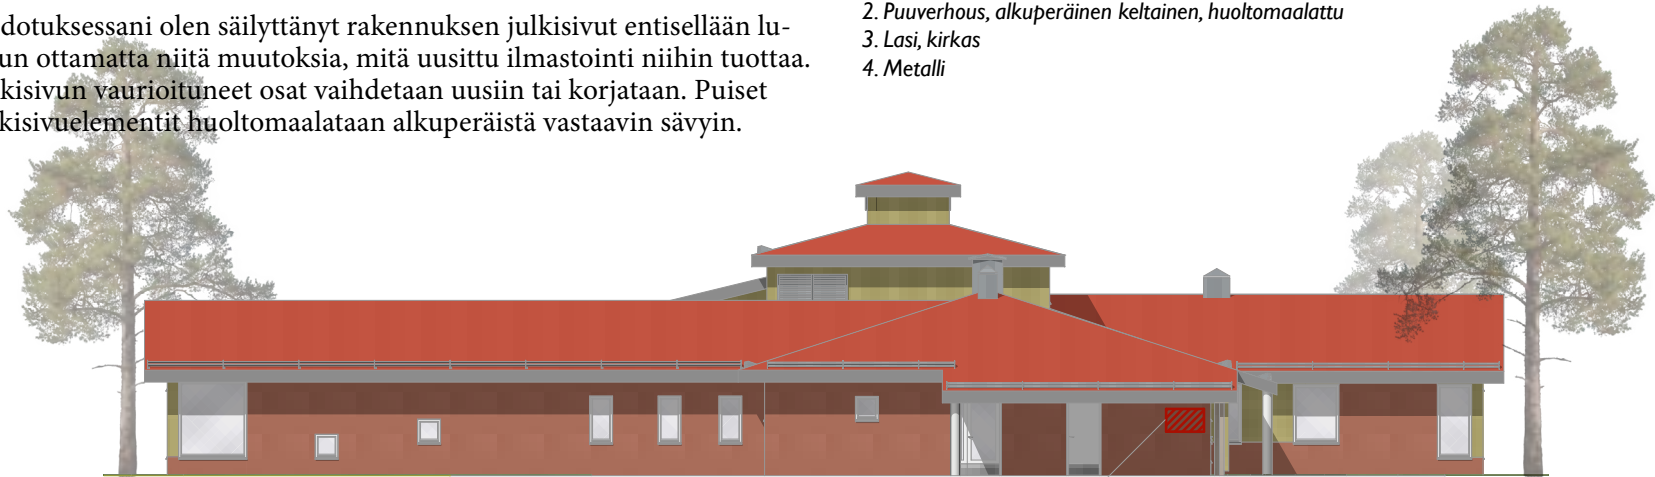 dotuksessani olen säilyttänyt rakennuksen julkisivut entisellään lu-
un ottamatta niitä muutoksia, mitä uusittu ilmastointi niihin tuottaa.
kisivun vaurioituneet osat vaihdetaan uusiin tai korjataan. Puiset
kisivuelementit huoltomaalataan alkuperäistä vastaavin sävyin.
2. Puuverhous, alkuperäinen keltainen, huoltomaalattu
3. Lasi, kirkas
4. Metalli